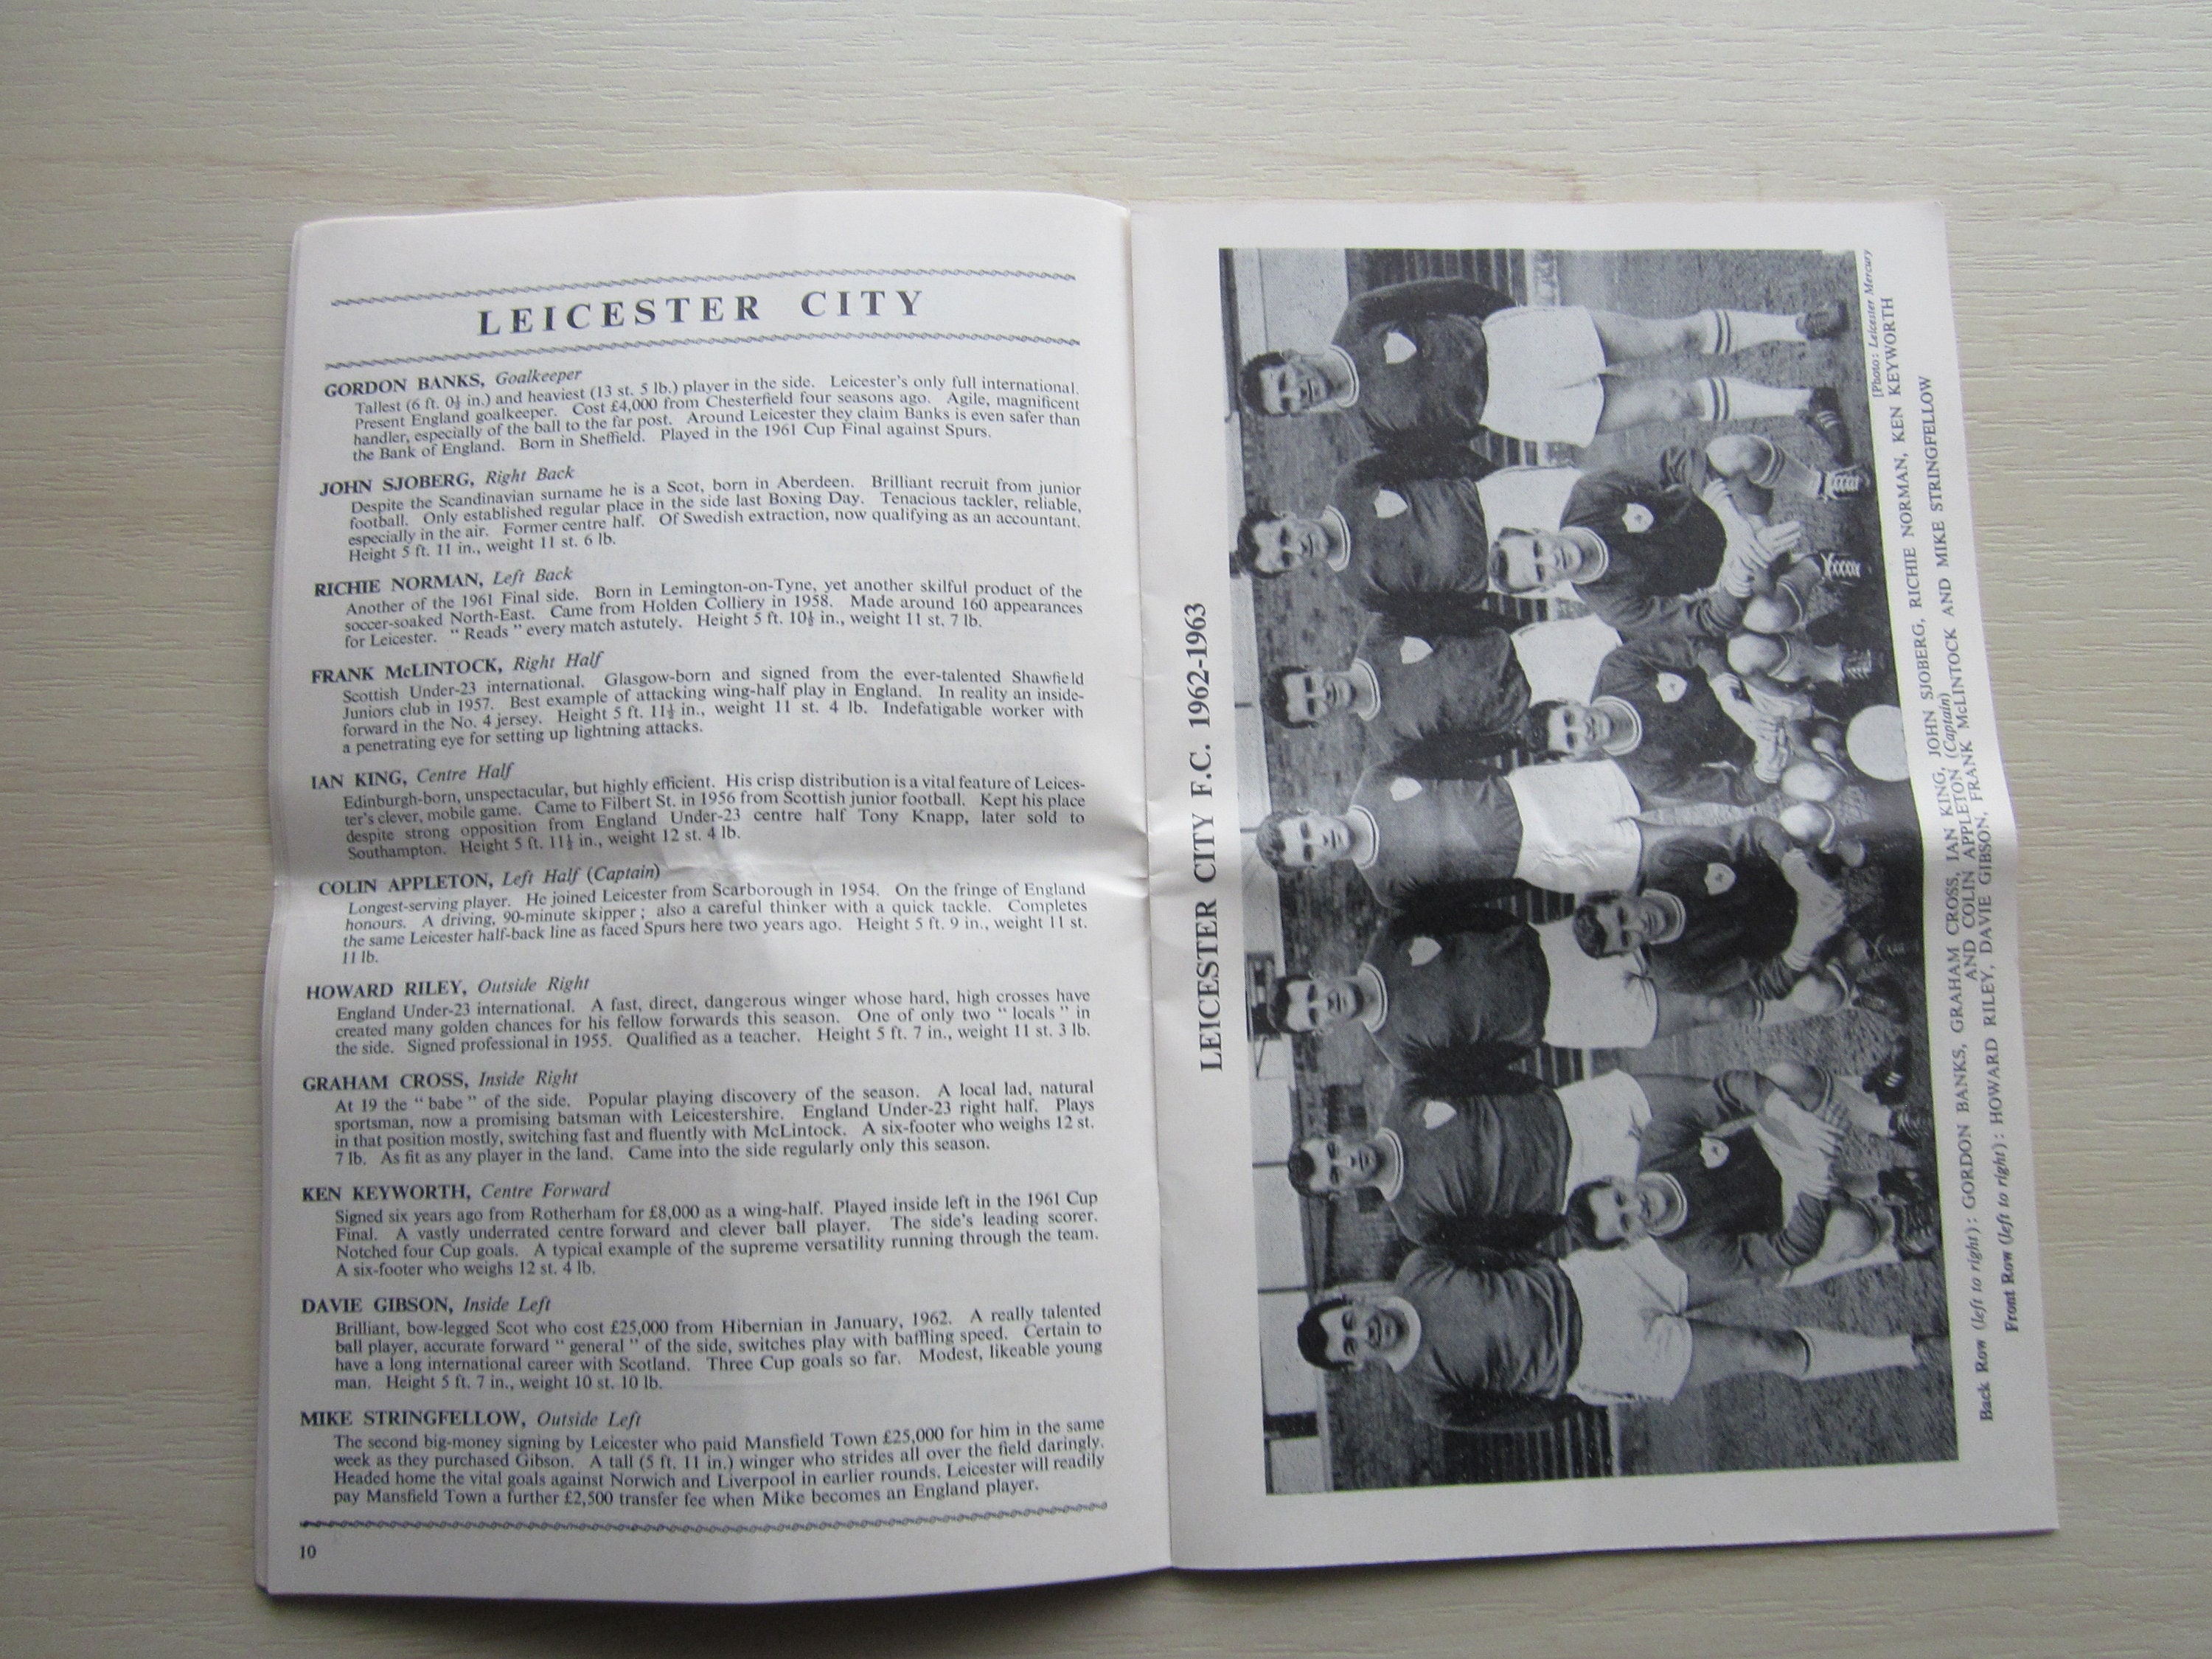 LEICESTER CITY
GORDON BANKS, Goalkeeper
Tallest (6 ft. 0½ in.) and heaviest (13 st. 5 lb.) player in the side. Leicester's only full international.
Present England goalkeeper. Cost £4,000 from Chesterfield four seasons ago. Agile, magnificent
handler, especially of the ball to the far post. Around Leicester they claim Banks is even safer than
the Bank of England. Born in Sheffield. Played in the 1961 Cup Final against Spurs.
JOHN SJOBERG, Right Back
Despite the Scandinavian surname he is a Scot, born in Aberdeen. Brilliant recruit from junior
football. Only established regular place in the side last Boxing Day. Tenacious tackler, reliable,
especially in the air. Former centre half. Of Swedish extraction, now qualifying as an accountant.
Height 5 ft. 11 in., weight 11 st. 6 lb.
RICHIE NORMAN, Left Back
Another of the 1961 Final side. Born in Lemington-on-Tyne, yet another skilful product of the
soccer-soaked North-East. Came from Holden Colliery in 1958. Made around 160 appearances
for Leicester. "Reads" every match astutely. Height 5 ft. 10½ in., weight 11 st. 7 lb.
FRANK McLINTOCK, Right Half
Scottish Under-23 international. Glasgow-born and signed from the ever-talented Shawfield
Juniors club in 1957. Best example of attacking wing-half play in England. In reality an inside-
forward in the No. 4 jersey. Height 5 ft. 11½ in., weight 11 st. 4 lb. Indefatigable worker with
a penetrating eye for setting up lightning attacks.
IAN KING, Centre Half
Edinburgh-born, unspectacular, but highly efficient. His crisp distribution is a vital feature of Leices-
ter's clever, mobile game. Came to Filbert St. in 1956 from Scottish junior football. Kept his place
despite strong opposition from England Under-23 centre half Tony Knapp, later sold to
Southampton. Height 5 ft. 11½ in., weight 12 st. 4 lb.
COLIN APPLETON, Left Half (Captain)
Longest-serving player. He joined Leicester from Scarborough in 1954. On the fringe of England
honours. A driving, 90-minute skipper; also a careful thinker with a quick tackle. Completes
the same Leicester half-back line as faced Spurs here two years ago. Height 5 ft. 9 in., weight 11 st.
11 lb.
HOWARD RILEY, Outside Right
England Under-23 international. A fast, direct, dangerous winger whose hard, high crosses have
created many golden chances for his fellow forwards this season. One of only two "locals" in
the side. Signed professional in 1955. Qualified as a teacher. Height 5 ft. 7 in., weight 11 st. 3 lb.
GRAHAM CROSS, Inside Right
At 19 the "babe" of the side. Popular playing discovery of the season. A local lad, natural
sportsman, now a promising batsman with Leicestershire. England Under-23 right half. Plays
in that position mostly, switching fast and fluently with McLintock. A six-footer who weighs 12 st.
7 lb. As fit as any player in the land. Came into the side regularly only this season.
KEN KEYWORTH, Centre Forward
Signed six years ago from Rotherham for £8,000 as a wing-half. Played inside left in the 1961 Cup
Final. A vastly underrated centre forward and clever ball player. The side's leading scorer.
Notched four Cup goals. A typical example of the supreme versatility running through the team.
A six-footer who weighs 12 st. 4 lb.
DAVIE GIBSON, Inside Left
Brilliant, bow-legged Scot who cost £25,000 from Hibernian in January, 1962. A really talented
ball player, accurate forward "general" of the side, switches play with baffling speed. Certain to
have a long international career with Scotland. Three Cup goals so far. Modest, likeable young
man. Height 5 ft. 7 in., weight 10 st. 10 lb.
MIKE STRINGFELLOW, Outside Left
The second big-money signing by Leicester who paid Mansfield Town £25,000 for him in the same
week as they purchased Gibson. A tall (5 ft. 11 in.) winger who strides all over the field daringly.
Headed home the vital goals against Norwich and Liverpool in earlier rounds. Leicester will readily
pay Mansfield Town a further £2,500 transfer fee when Mike becomes an England player.
10
LEICESTER CITY F.C. 1962-1963
[Photo: Leicester Mercury
Back Row (left to right): GORDON BANKS, GRAHAM CROSS, IAN KING, JOHN SJOBERG, RICHIE NORMAN, KEN KEYWORTH
AND COLIN APPLETON (Captain)
Front Row (left to right): HOWARD RILEY, DAVIE GIBSON, FRANK McLINTOCK AND MIKE STRINGFELLOW